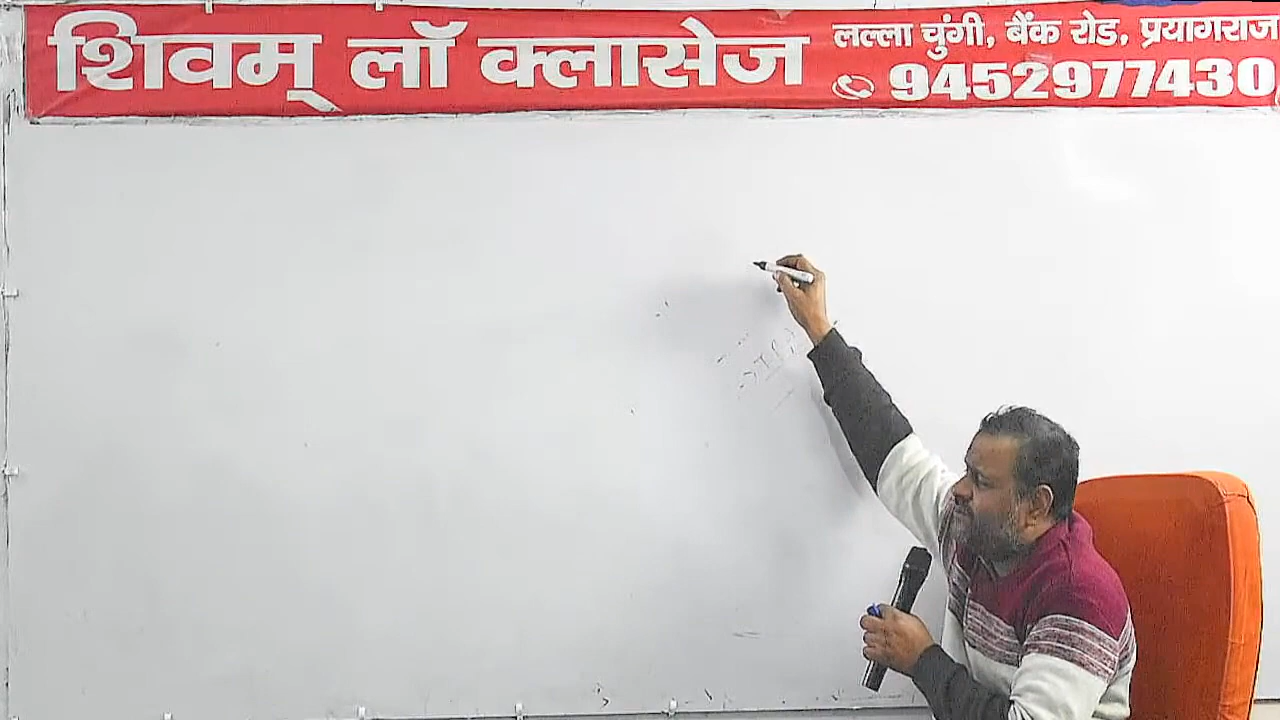 शिवम् लॉ क्लासेज
लल्ला चुंगी, बैंक रोड, प्रयागराज
9452977430